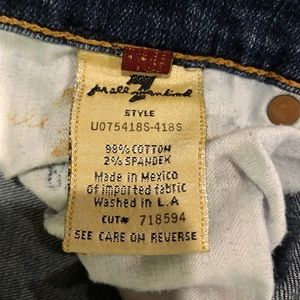 7
for all mankind
STYLE
U075418S-418S
98% COTTON
2% SPANDEX
Made in Mexico
of imported fabric
Washed in L.A
CUT# 718594
SEE CARE ON REVERSE